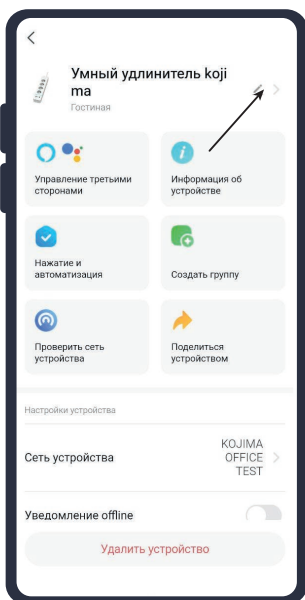 Умный удлинитель koji
ma
Гостиная
Управление третьими
сторонами
Информация об
устройстве
Нажатие и
автоматизация
Создать группу
Проверить сеть
устройства
Поделиться
устройством
Настройки устройства
Сеть устройства
KOJIMA
OFFICE
TEST
Уведомление offline
Удалить устройство